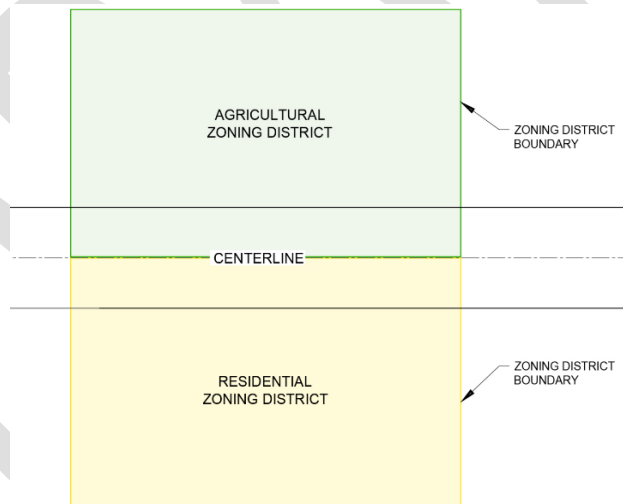 AGRICULTURAL
ZONING DISTRICT
ZONING DISTRICT
BOUNDARY
CENTERLINE
RESIDENTIAL
ZONING DISTRICT
ZONING DISTRICT
BOUNDARY